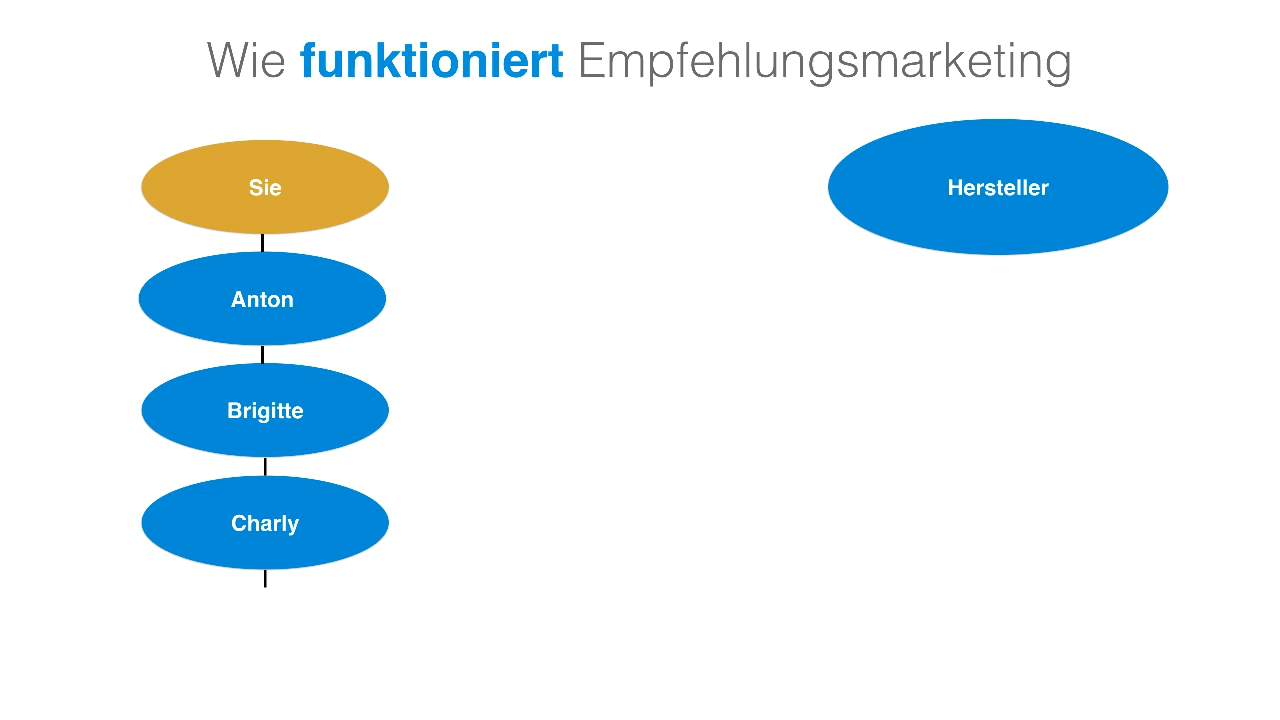 Wie funktioniert Empfehlungsmarketing
Sie
Hersteller
Anton
Brigitte
Charly